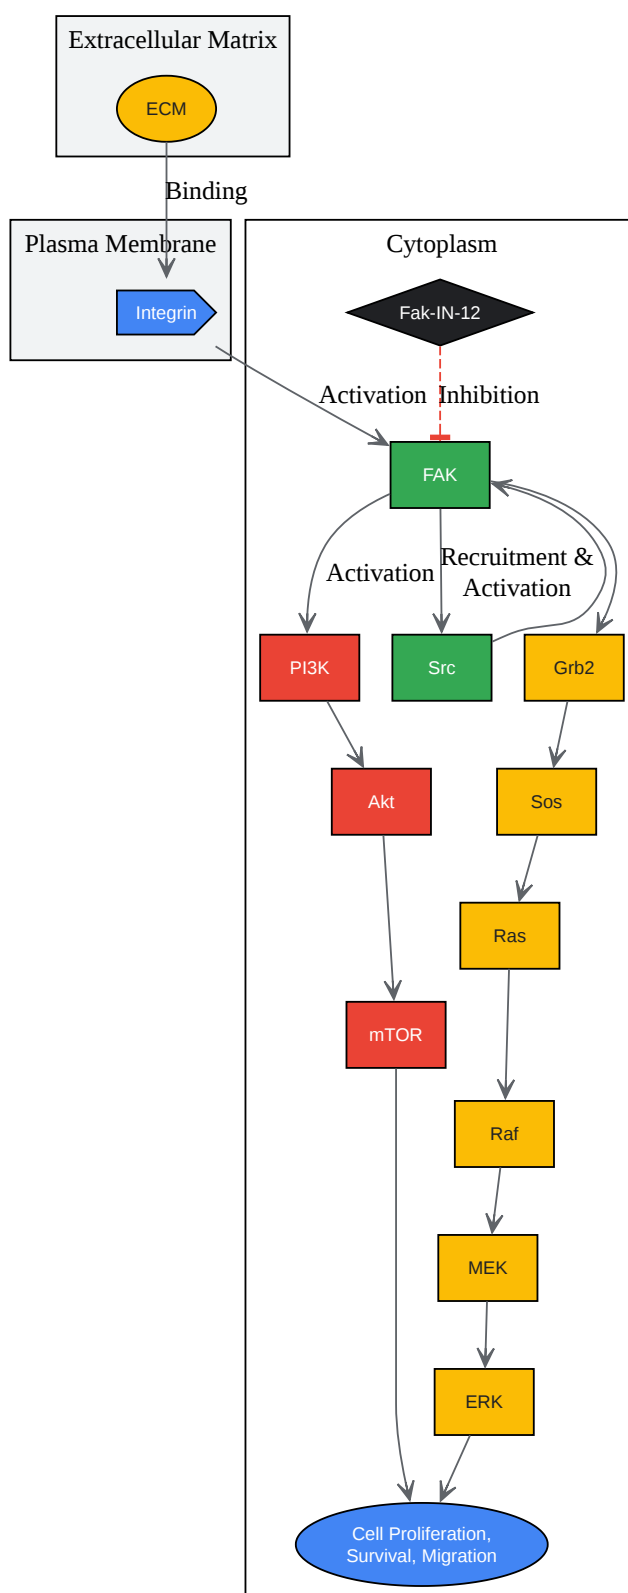 Extracellular Matrix
ECM
Binding
Plasma Membrane
Cytoplasm
Integrin
Fak-IN-12
Activation
Inhibition
FAK
Activation
Recruitment &
Activation
PI3K
Src
Grb2
Akt
Sos
Ras
mTOR
Raf
MEK
ERK
Cell Proliferation,
Survival, Migration